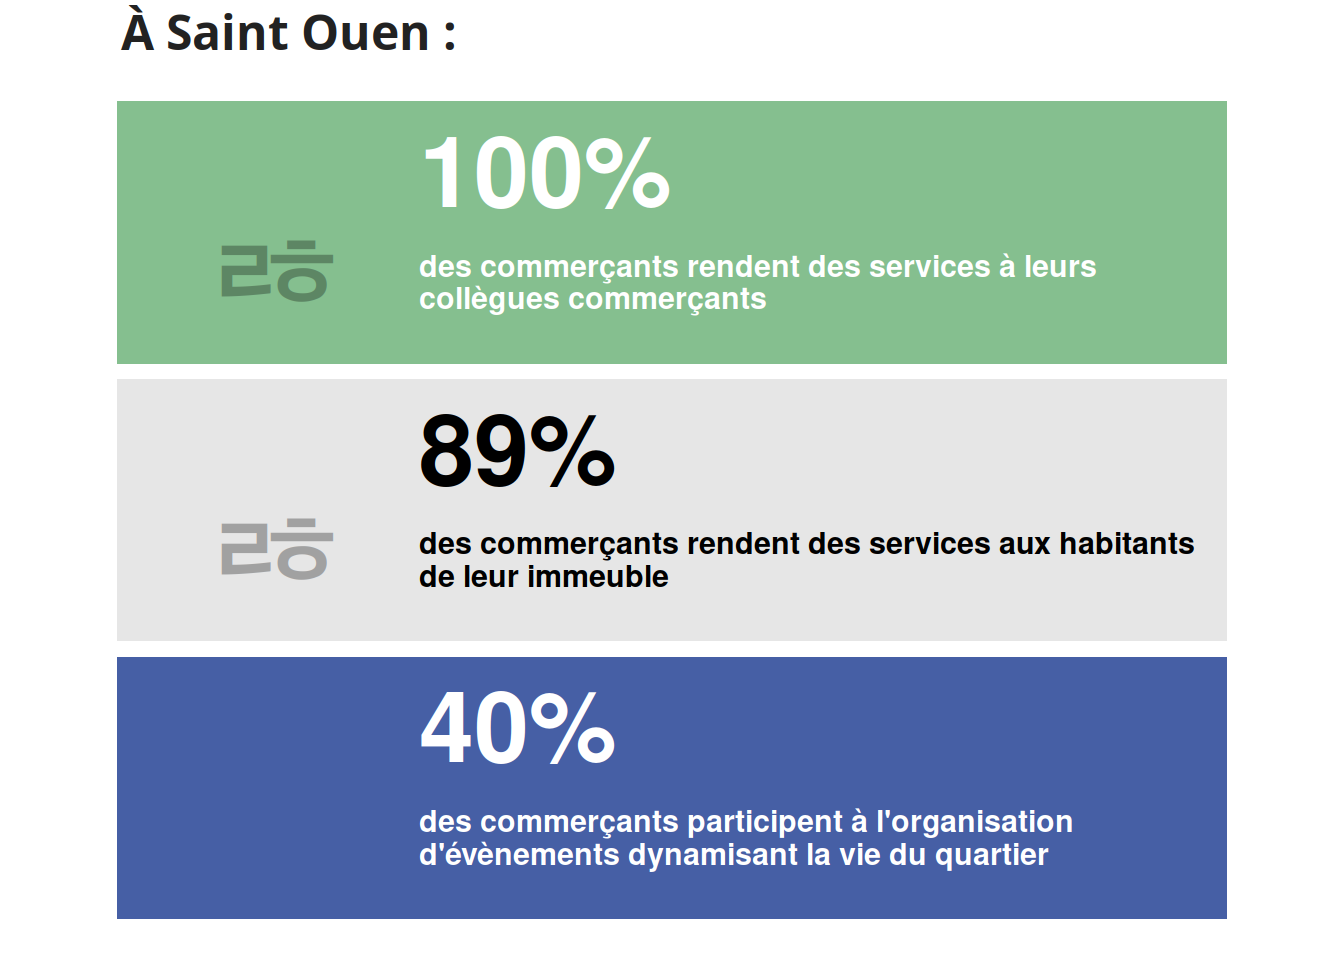 À Saint Ouen :
100%
des commerçants rendent des services à leurs
collègues commerçants
89%
des commerçants rendent des services aux habitants
de leur immeuble
40%
des commerçants participent à l'organisation
d'évènements dynamisant la vie du quartier